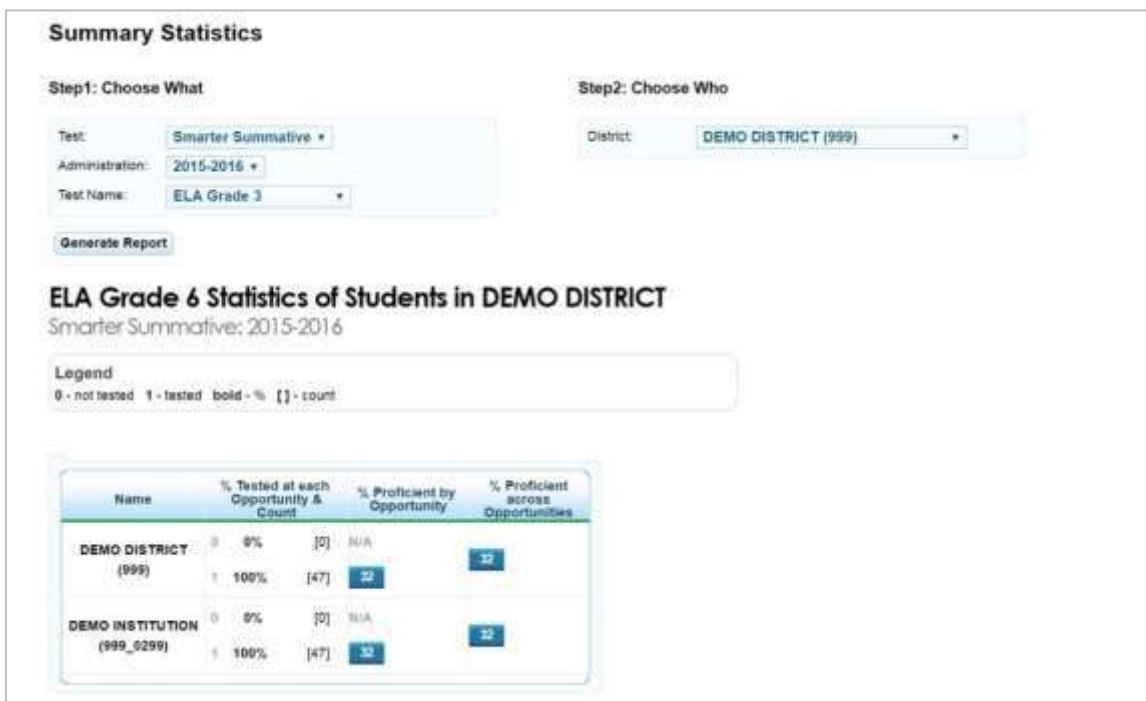 Summary Statistics
Step1: Choose What
Step2: Choose Who
Test: Smarter Summative
District: DEMO DISTRICT (999)
Administration: 2015-2016
Test Name: ELA Grade 3
Generate Report
ELA Grade 6 Statistics of Students in DEMO DISTRICT
Smarter Summative: 2015-2016
Legend
0 - not tested 1 - tested bold - % [ ] - count
Name
% Tested at each
Opportunity &
Count
% Proficient by
Opportunity
% Proficient
across
Opportunities
DEMO DISTRICT
(999)
0 0% [0] N/A
1 100% [47] 32
32
DEMO INSTITUTION
(999_0299)
0 0% [0] N/A
1 100% [47] 32
32